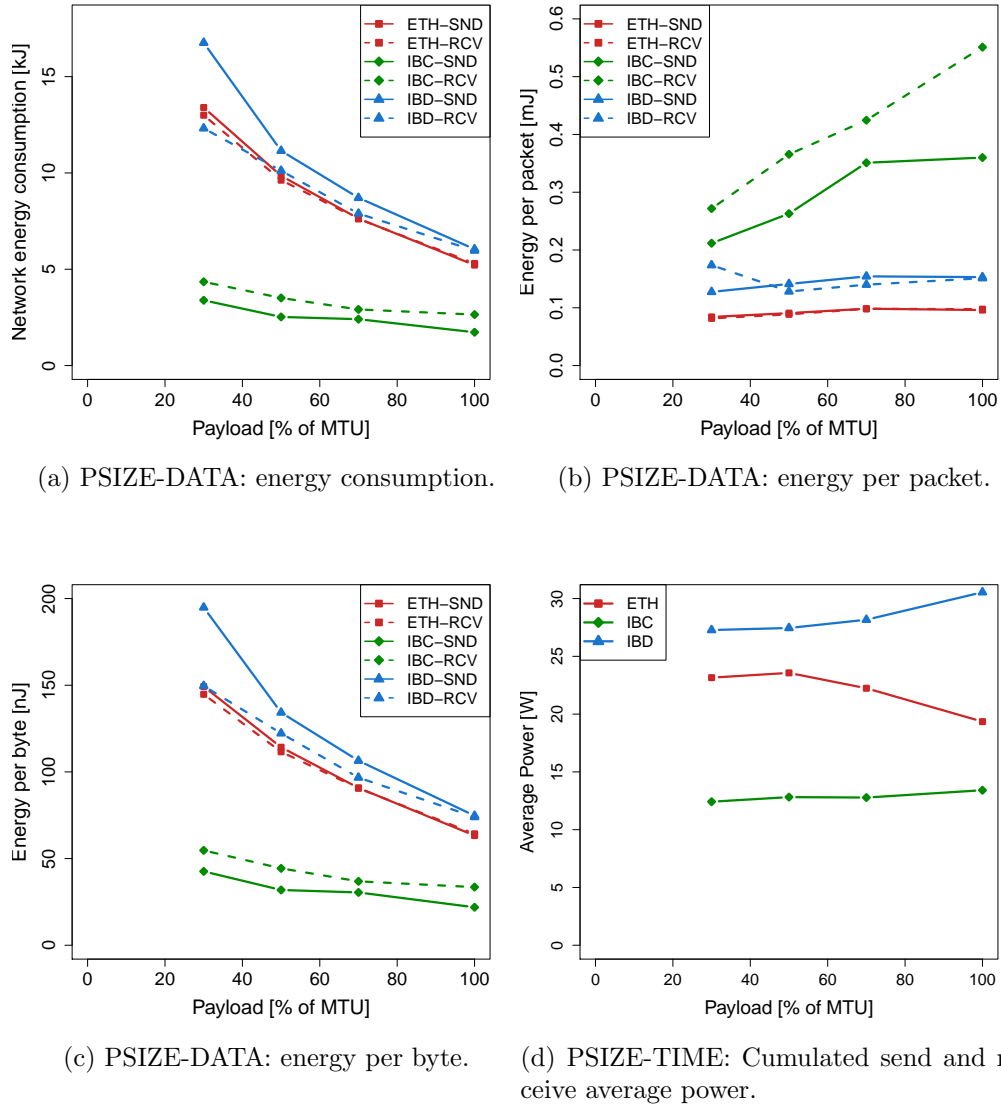 Network energy consumption [kJ]
15
10
5
0
ETH−SND
ETH−RCV
IBC−SND
IBC−RCV
IBD−SND
IBD−RCV
0 20 40 60 80 100
Payload [% of MTU]
(a) PSIZE-DATA: energy consumption.
Energy per packet [mJ]
0.6
0.5
0.4
0.3
0.2
0.1
0.0
ETH−SND
ETH−RCV
IBC−SND
IBC−RCV
IBD−SND
IBD−RCV
0 20 40 60 80 100
Payload [% of MTU]
(b) PSIZE-DATA: energy per packet.
Energy per byte [nJ]
200
150
100
50
0
ETH−SND
ETH−RCV
IBC−SND
IBC−RCV
IBD−SND
IBD−RCV
0 20 40 60 80 100
Payload [% of MTU]
(c) PSIZE-DATA: energy per byte.
Average Power [W]
30
25
20
15
10
5
0
ETH
IBC
IBD
0 20 40 60 80 100
Payload [% of MTU]
(d) PSIZE-TIME: Cumulated send and
ceive average power.